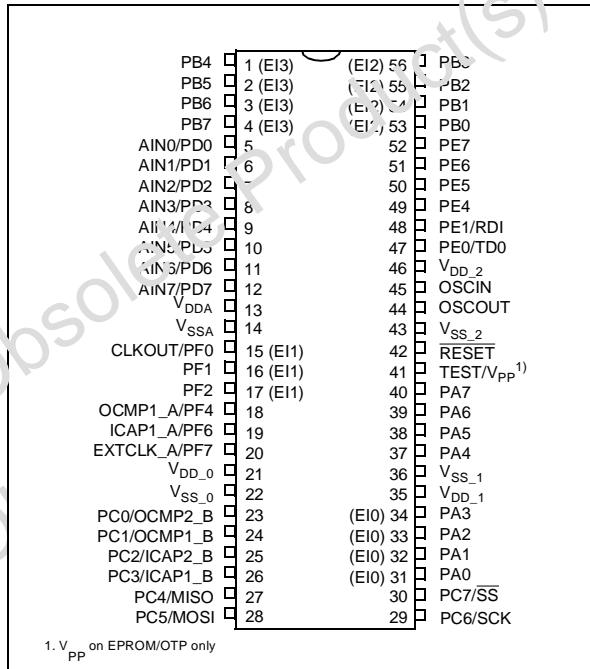 PB4 1 (EI3) (EI2) 56 PB3
PB5 2 (EI3) (EI2) 55 PB2
PB6 3 (EI3) (EI2) 54 PB1
PB7 4 (EI3) (EI2) 53 PB0
AIN0/PD0 5 52 PE7
AIN1/PD1 6 51 PE6
AIN2/PD2 7 50 PE5
AIN3/PD3 8 49 PE4
AIN4/PD4 9 48 PE1/RDI
AIN5/PD5 10 47 PE0/TD0
AIN6/PD6 11 46 VDD_2
AIN7/PD7 12 45 OSCIN
VDDA 13 44 OSCOUT
VSSA 14 43 VSS_2
CLKOUT/PF0 15 (EI1) 42 RESET
PF1 16 (EI1) 41 TEST/VPP1)
PF2 17 (EI1) 40 PA7
OCMP1_A/PF4 18 39 PA6
ICAP1_A/PF6 19 38 PA5
EXTCLK_A/PF7 20 37 PA4
VDD_0 21 36 VSS_1
VSS_0 22 35 VDD_1
PC0/OCMP2_B 23 (EI0) 34 PA3
PC1/OCMP1_B 24 (EI0) 33 PA2
PC2/ICAP2_B 25 (EI0) 32 PA1
PC3/ICAP1_B 26 (EI0) 31 PA0
PC4/MISO 27 30 PC7/SS
PC5/MOSI 28 29 PC6/SCK
1. VPP on EPROM/OTP only
Obsolete Product(s)